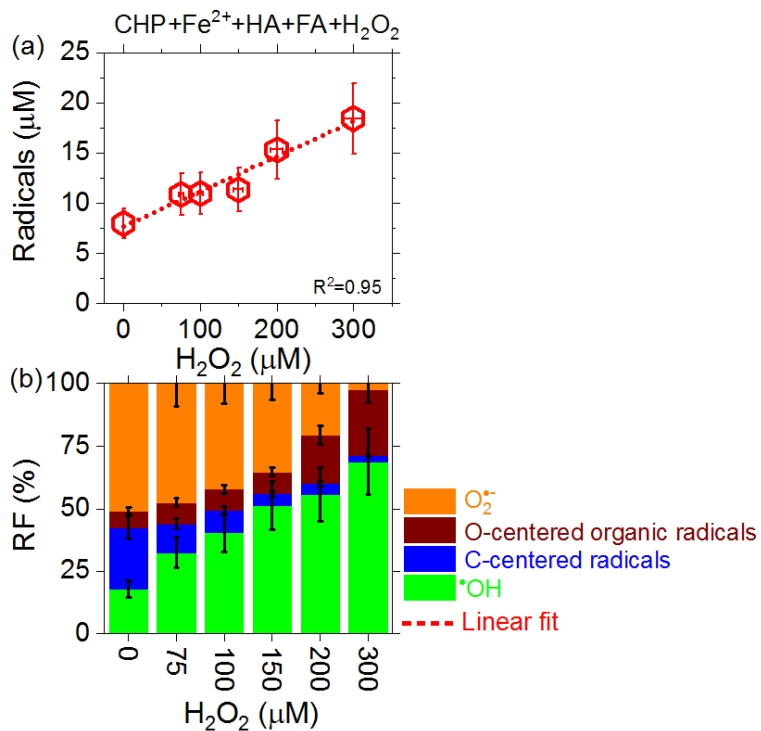 CHP+Fe²⁺+HA+FA+H₂O₂
(a)
25
20
15
10
5
0
Radicals (μM)
R²=0.95
0 100 200 300
H₂O₂ (μM)
(b)
100
75
50
25
0
RF (%)
0 75 100 150 200 300
H₂O₂ (μM)
O₂•⁻
O-centered organic radicals
C-centered radicals
•OH
Linear fit